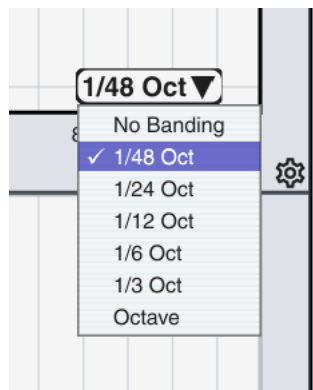 1/48 Oct▼
No Banding
✓ 1/48 Oct
1/24 Oct
1/12 Oct
1/6 Oct
1/3 Oct
Octave